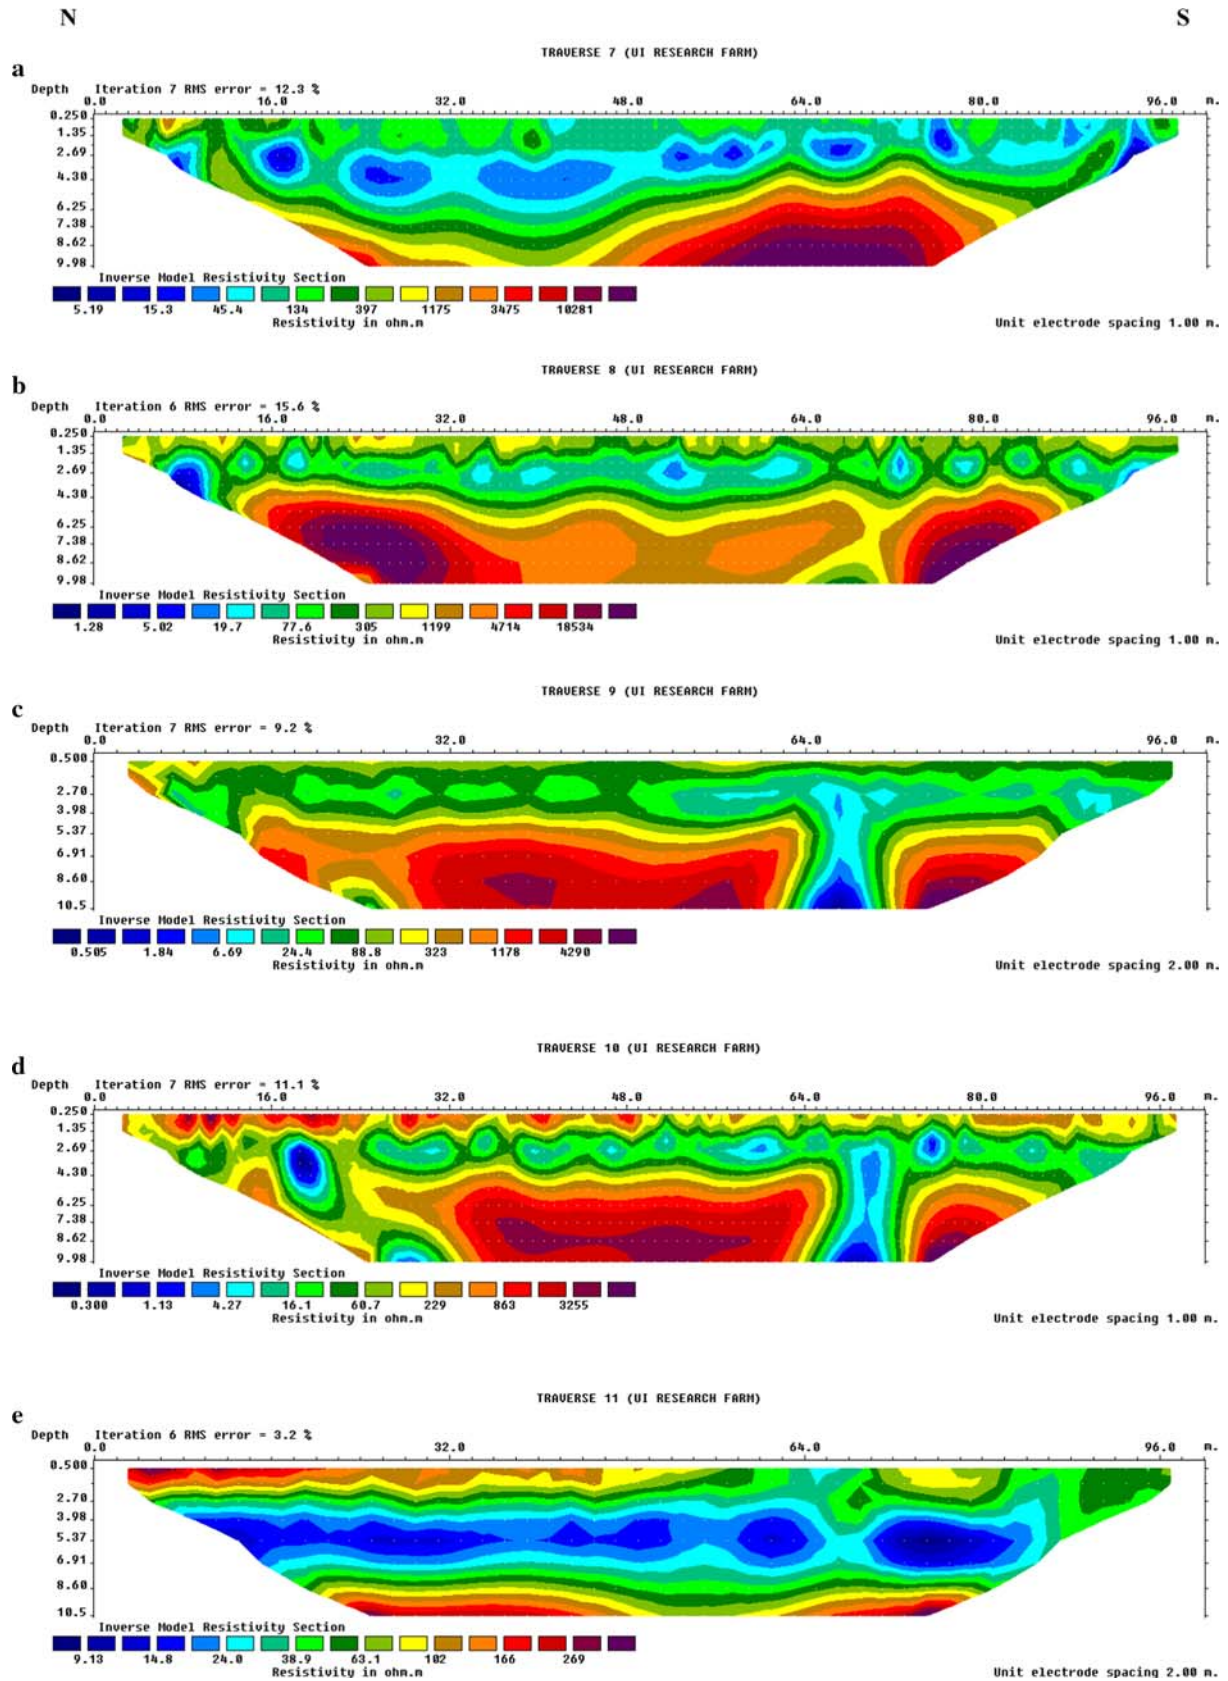 N S
TRAVERSE 7 (UI RESEARCH FARM)
a
Depth Iteration 7 RMS error = 12.3 %
0.0 16.0 32.0 48.0 64.0 80.0 96.0 m.
0.250
1.35
2.69
4.30
6.25
7.38
8.62
9.98
Inverse Model Resistivity Section
5.19 15.3 45.4 134 397 1175 3475 10281
Resistivity in ohm.m
Unit electrode spacing 1.00 m.
TRAVERSE 8 (UI RESEARCH FARM)
b
Depth Iteration 6 RMS error = 15.6 %
0.0 16.0 32.0 48.0 64.0 80.0 96.0 m.
0.250
1.35
2.69
4.30
6.25
7.38
8.62
9.98
Inverse Model Resistivity Section
1.28 5.02 19.7 77.6 305 1199 4714 18534
Resistivity in ohm.m
Unit electrode spacing 1.00 m.
TRAVERSE 9 (UI RESEARCH FARM)
c
Depth Iteration 7 RMS error = 9.2 %
0.0 32.0 64.0 96.0 m.
0.500
2.70
3.98
5.37
6.91
8.60
10.5
Inverse Model Resistivity Section
0.505 1.84 6.69 24.4 88.8 323 1178 4290
Resistivity in ohm.m
Unit electrode spacing 2.00 m.
TRAVERSE 10 (UI RESEARCH FARM)
d
Depth Iteration 7 RMS error = 11.1 %
0.0 16.0 32.0 48.0 64.0 80.0 96.0 m.
0.250
1.35
2.69
4.30
6.25
7.38
8.62
9.98
Inverse Model Resistivity Section
0.300 1.13 4.27 16.1 60.7 229 863 3255
Resistivity in ohm.m
Unit electrode spacing 1.00 m.
TRAVERSE 11 (UI RESEARCH FARM)
e
Depth Iteration 6 RMS error = 3.2 %
0.0 32.0 64.0 96.0 m.
0.500
2.70
3.98
5.37
6.91
8.60
10.5
Inverse Model Resistivity Section
9.13 14.8 24.0 38.9 63.1 102 166 269
Resistivity in ohm.m
Unit electrode spacing 2.00 m.